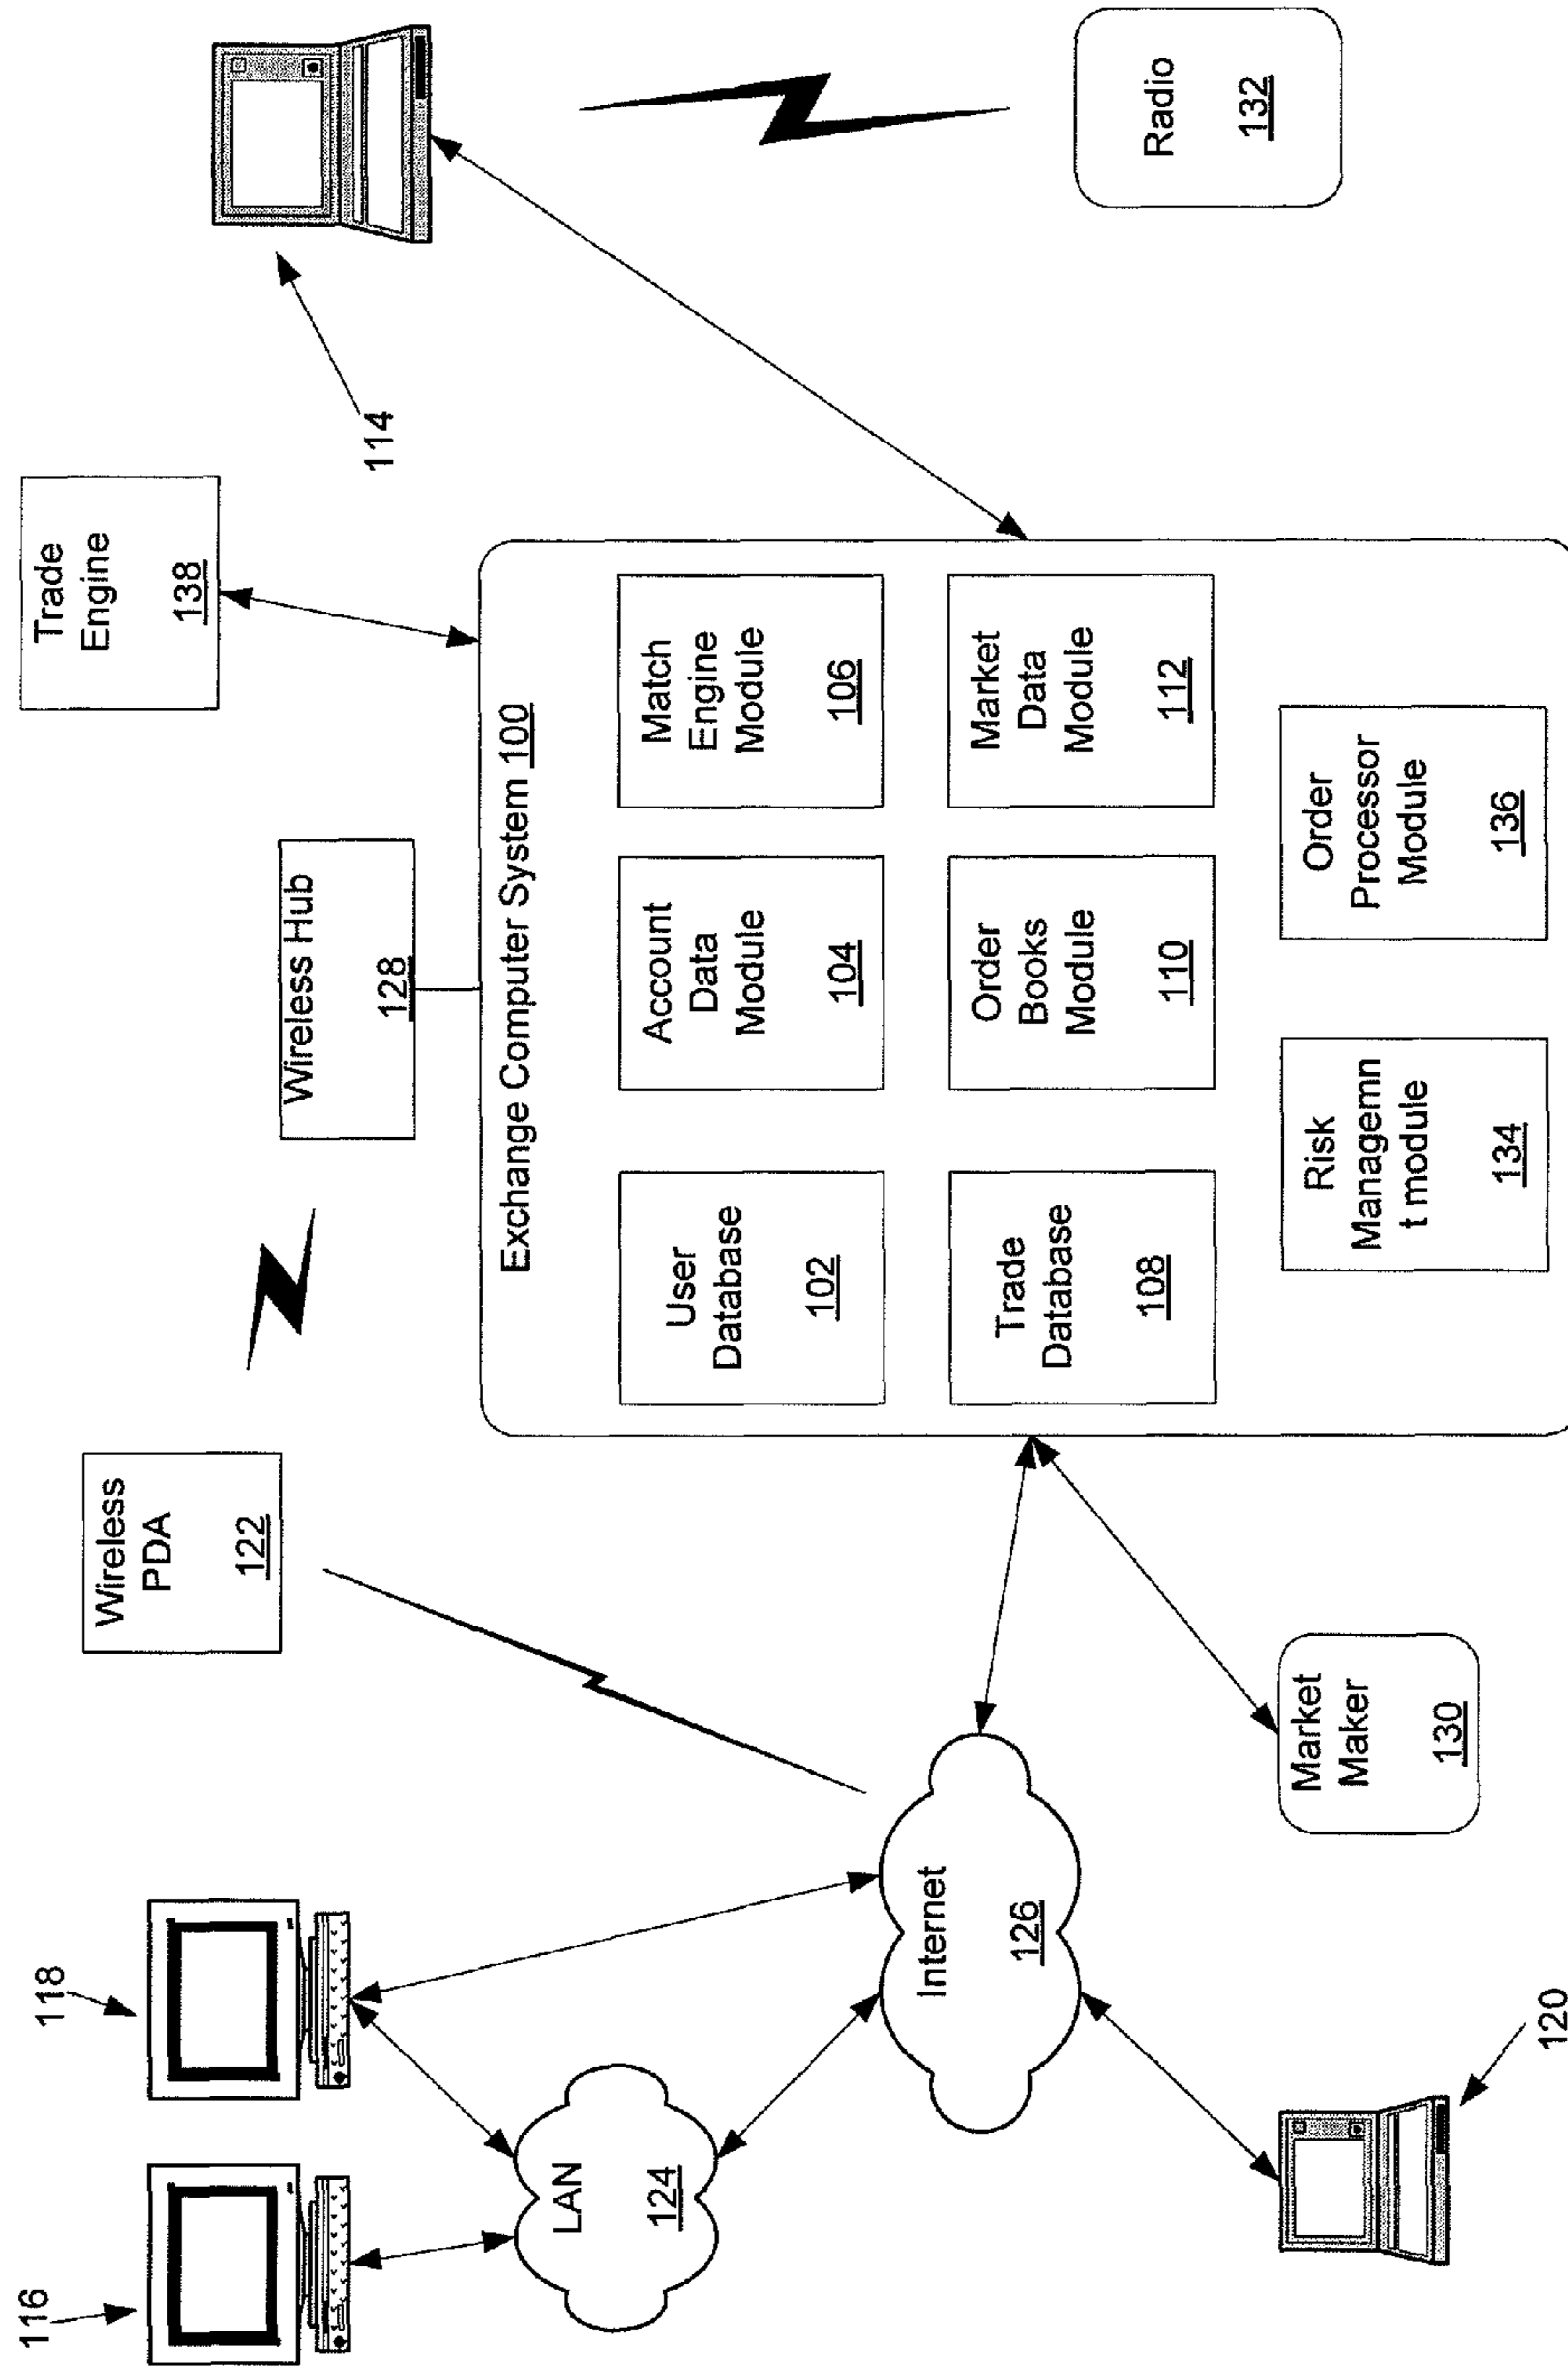 116
118
LAN
124
120
Internet
126
Wireless
PDA
122
Market
Maker
130
Wireless Hub
128
Trade
Engine
138
Exchange Computer System 100
User
Database
102
Account
Data
Module
104
Match
Engine
Module
106
Trade
Database
108
Order
Books
Module
110
Market
Data
Module
112
Risk
Managemn
t module
134
Order
Processor
Module
136
114
Radio
132